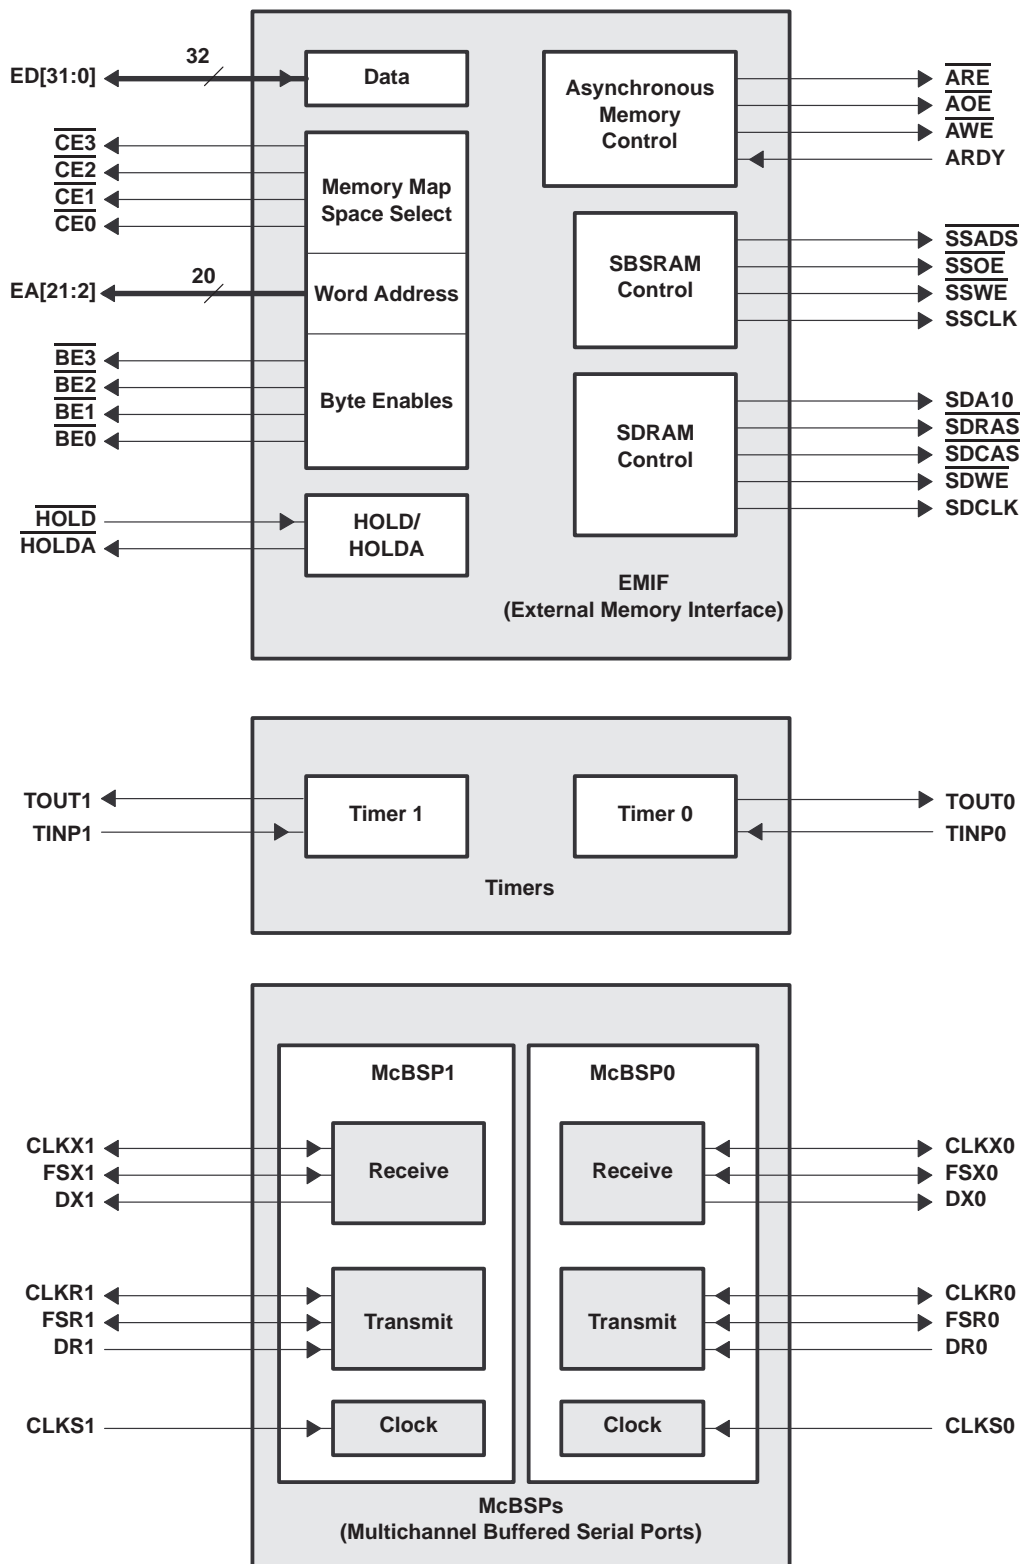 32
ED[31:0]
Data
CE3
CE2
CE1
CE0
Memory Map
Space Select
20
EA[21:2]
Word Address
BE3
BE2
BE1
BE0
Byte Enables
HOLD
HOLDA
HOLD/
HOLDA
Asynchronous
Memory
Control
ARE
AOE
AWE
ARDY
SBSRAM
Control
SSADS
SSOE
SSWE
SSCLK
SDRAM
Control
SDA10
SDRAS
SDCAS
SDWE
SDCLK
EMIF
(External Memory Interface)
TOUT1
TINP1
Timer 1
Timer 0
TOUT0
TINP0
Timers
McBSP1
McBSP0
CLKX1
FSX1
DX1
Receive
Receive
CLKX0
FSX0
DX0
CLKR1
FSR1
DR1
Transmit
Transmit
CLKR0
FSR0
DR0
CLKS1
Clock
Clock
CLKS0
McBSPs
(Multichannel Buffered Serial Ports)